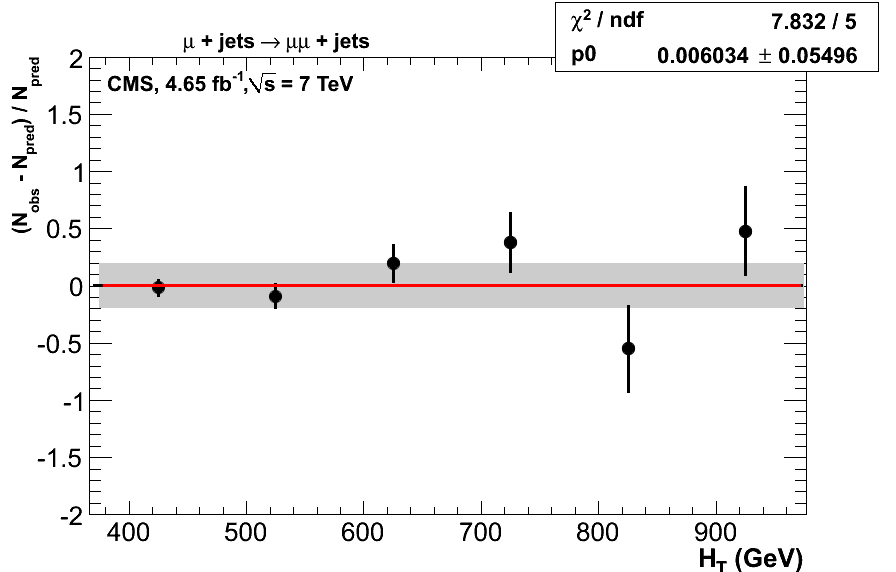 χ² / ndf 7.832 / 5
p0 0.006034 ± 0.05496
μ + jets → μμ + jets
CMS, 4.65 fb⁻¹,√s = 7 TeV
(N_obs - N_pred) / N_pred
2
1.5
1
0.5
0
-0.5
-1
-1.5
-2
400 500 600 700 800 900
H_T (GeV)